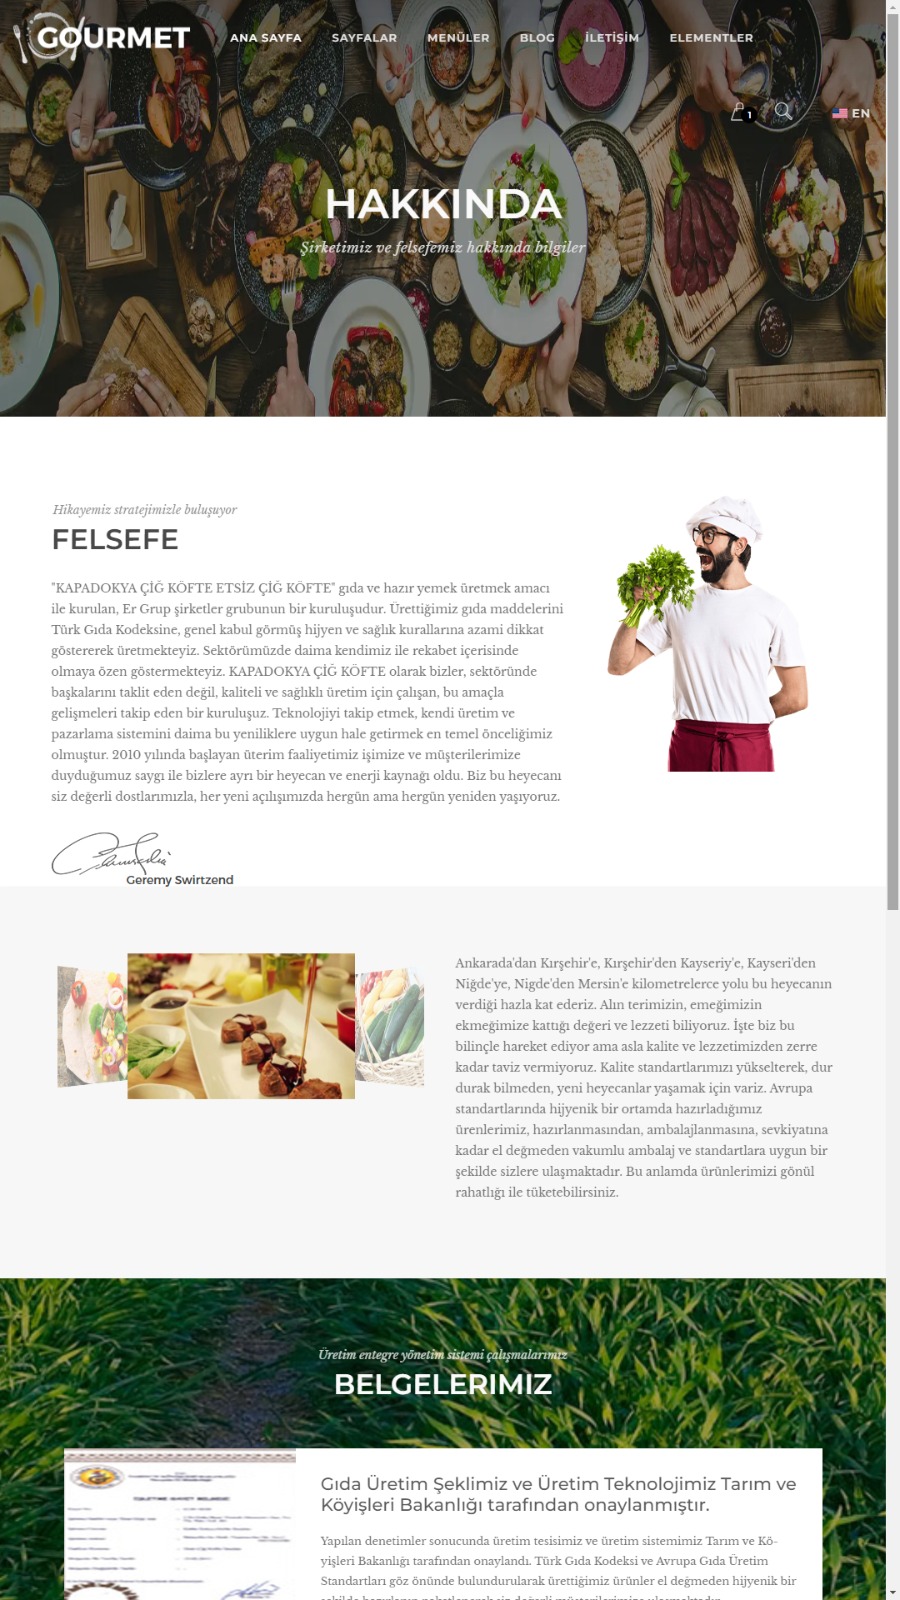 GOURMET
ANA SAYFA
SAYFALAR
MENÜLER
BLOG
İLETİŞİM
ELEMENTLER
1
EN
HAKKINDA
Şirketimiz ve felsefemiz hakkında bilgiler
Hikayemiz stratejimizle buluşuyor
FELSEFE
"KAPADOKYA ÇİĞ KÖFTE ETSİZ ÇİĞ KÖFTE" gıda ve hazır yemek üretmek amacı
ile kurulan, Er Grup şirketler grubunun bir kuruluşudur. Ürettiğimiz gıda maddelerini
Türk Gıda Kodeksine, genel kabul görmüş hijyen ve sağlık kurallarına azami dikkat
göstererek üretmekteyiz. Sektörümüzde daima kendimiz ile rekabet içerisinde
olmaya özen göstermekteyiz. KAPADOKYA ÇİĞ KÖFTE olarak bizler, sektöründe
başkalarını taklit eden değil, kaliteli ve sağlıklı üretim için çalışan, bu amaçla
gelişmeleri takip eden bir kuruluşuz. Teknolojiyi takip etmek, kendi üretim ve
pazarlama sistemini daima bu yeniliklere uygun hale getirmek en temel önceliğimiz
olmuştur. 2010 yılında başlayan üterim faaliyetimiz işimize ve müşterilerimize
duyduğumuz saygı ile bizlere ayrı bir heyecan ve enerji kaynağı oldu. Biz bu heyecanı
siz değerli dostlarımızla, her yeni açılışımızda hergün ama hergün yeniden yaşıyoruz.
Geremy Swirtzend
Ankarada'dan Kırşehir'e, Kırşehir'den Kayseriy'e, Kayseri'den
Niğde'ye, Nigde'den Mersin'e kilometrelerce yolu bu heyecanın
verdiği hazla kat ederiz. Alın terimizin, emeğimizin
ekmeğimize kattığı değeri ve lezzeti biliyoruz. İşte biz bu
bilinçle hareket ediyor ama asla kalite ve lezzetimizden zerre
kadar taviz vermiyoruz. Kalite standartlarımızı yükselterek, dur
durak bilmeden, yeni heyecanlar yaşamak için variz. Avrupa
standartlarında hijyenik bir ortamda hazırladığımız
ürenlerimiz, hazırlanmasından, ambalajlanmasına, sevkiyatına
kadar el değmeden vakumlu ambalaj ve standartlara uygun bir
şekilde sizlere ulaşmaktadır. Bu anlamda ürünlerimizi gönül
rahatlığı ile tüketebilirsiniz.
Üretim entegre yönetim sistemi çalışmalarımız
BELGELERIMIZ
Gıda Üretim Şeklimiz ve Üretim Teknolojimiz Tarım ve
Köyişleri Bakanlığı tarafından onaylanmıştır.
Yapılan denetimler sonucunda üretim tesisimiz ve üretim sistemimiz Tarım ve Kö-
yişleri Bakanlığı tarafından onaylandı. Türk Gıda Kodeksi ve Avrupa Gıda Üretim
Standartları göz önünde bulundurularak ürettiğimiz ürünler el değmeden hijyenik bir